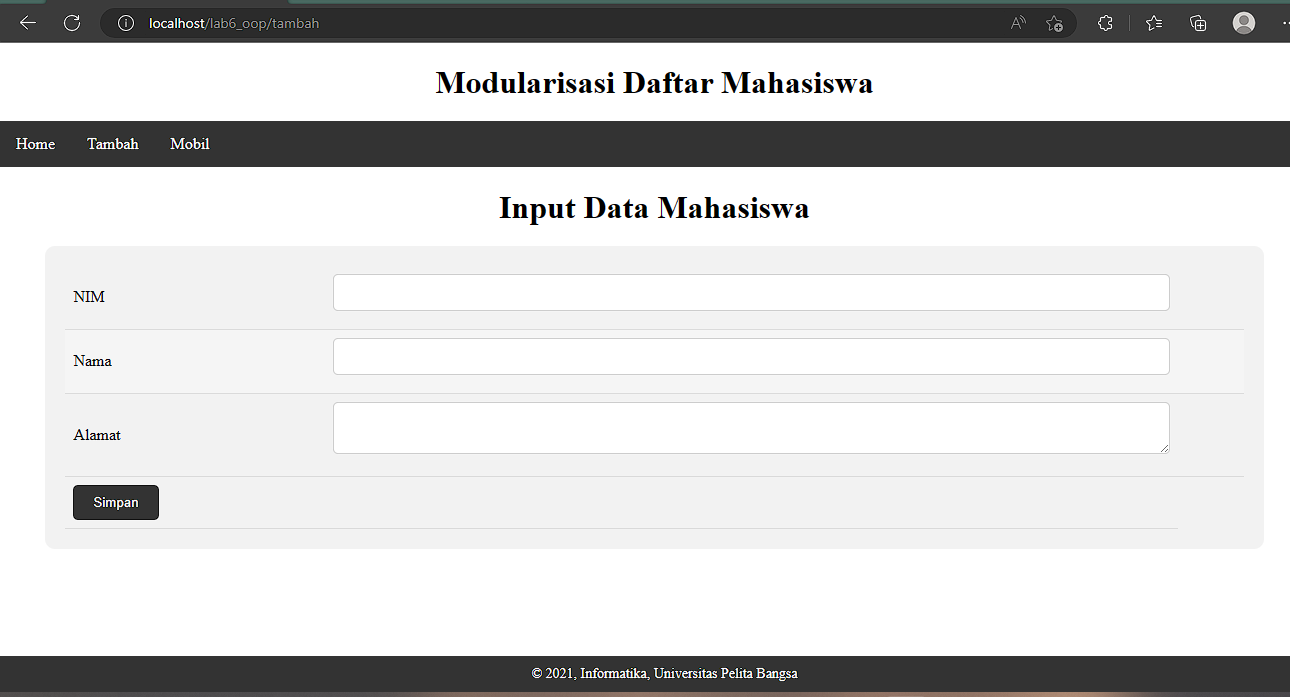 localhost/lab6_oop/tambah
Modularisasi Daftar Mahasiswa
Home Tambah Mobil
Input Data Mahasiswa
NIM
Nama
Alamat
Simpan
© 2021, Informatika, Universitas Pelita Bangsa